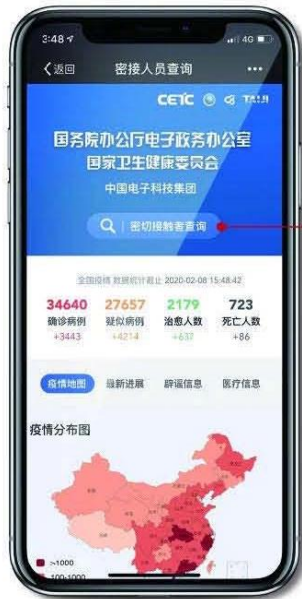 3:48
4G
返回
密接人员查询
CETC
TAIJI
国务院办公厅电子政务办公室
国家卫生健康委员会
中国电子科技集团
密切接触者查询
全国疫情 数据统计截止 2020-02-08 15:48:42
34640 27657 2179 723
确诊病例 疑似病例 治愈人数 死亡人数
+3443 +4214 +637 +86
疫情地图 最新进展 辟谣信息 医疗信息
疫情分布图
>1000
100-1000